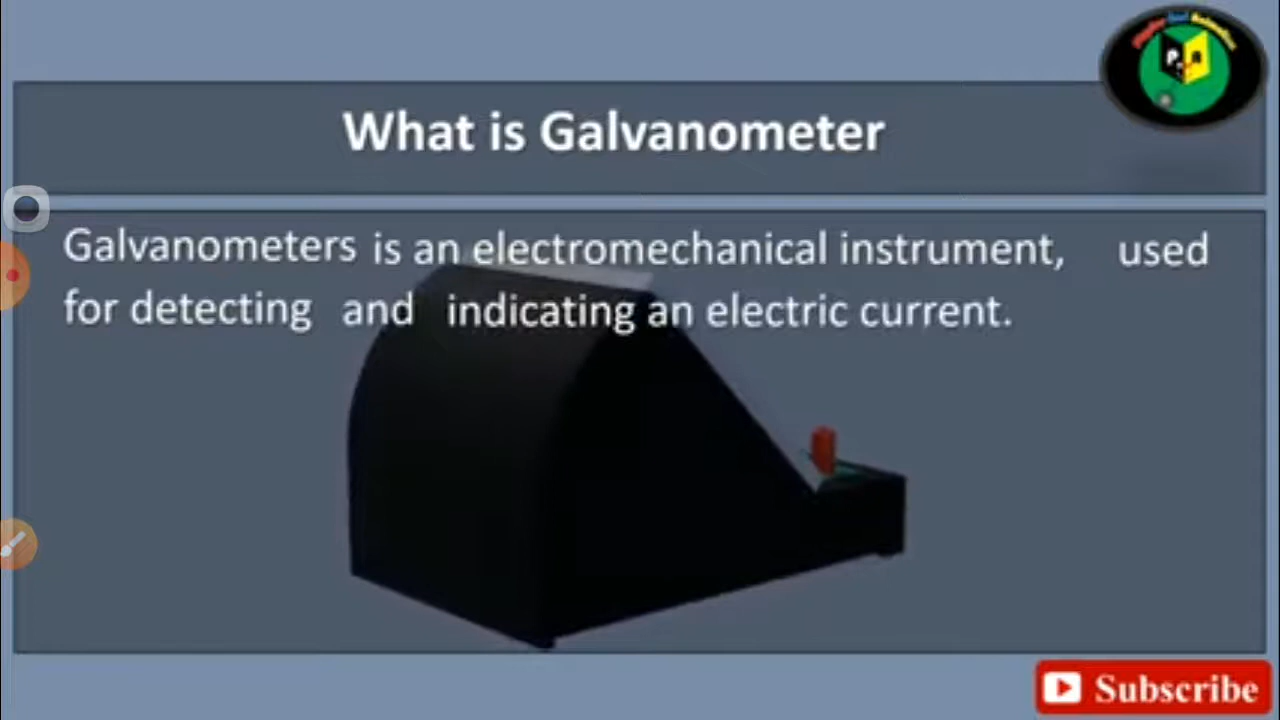 What is Galvanometer
Galvanometers is an electromechanical instrument, used
for detecting and indicating an electric current.
Subscribe